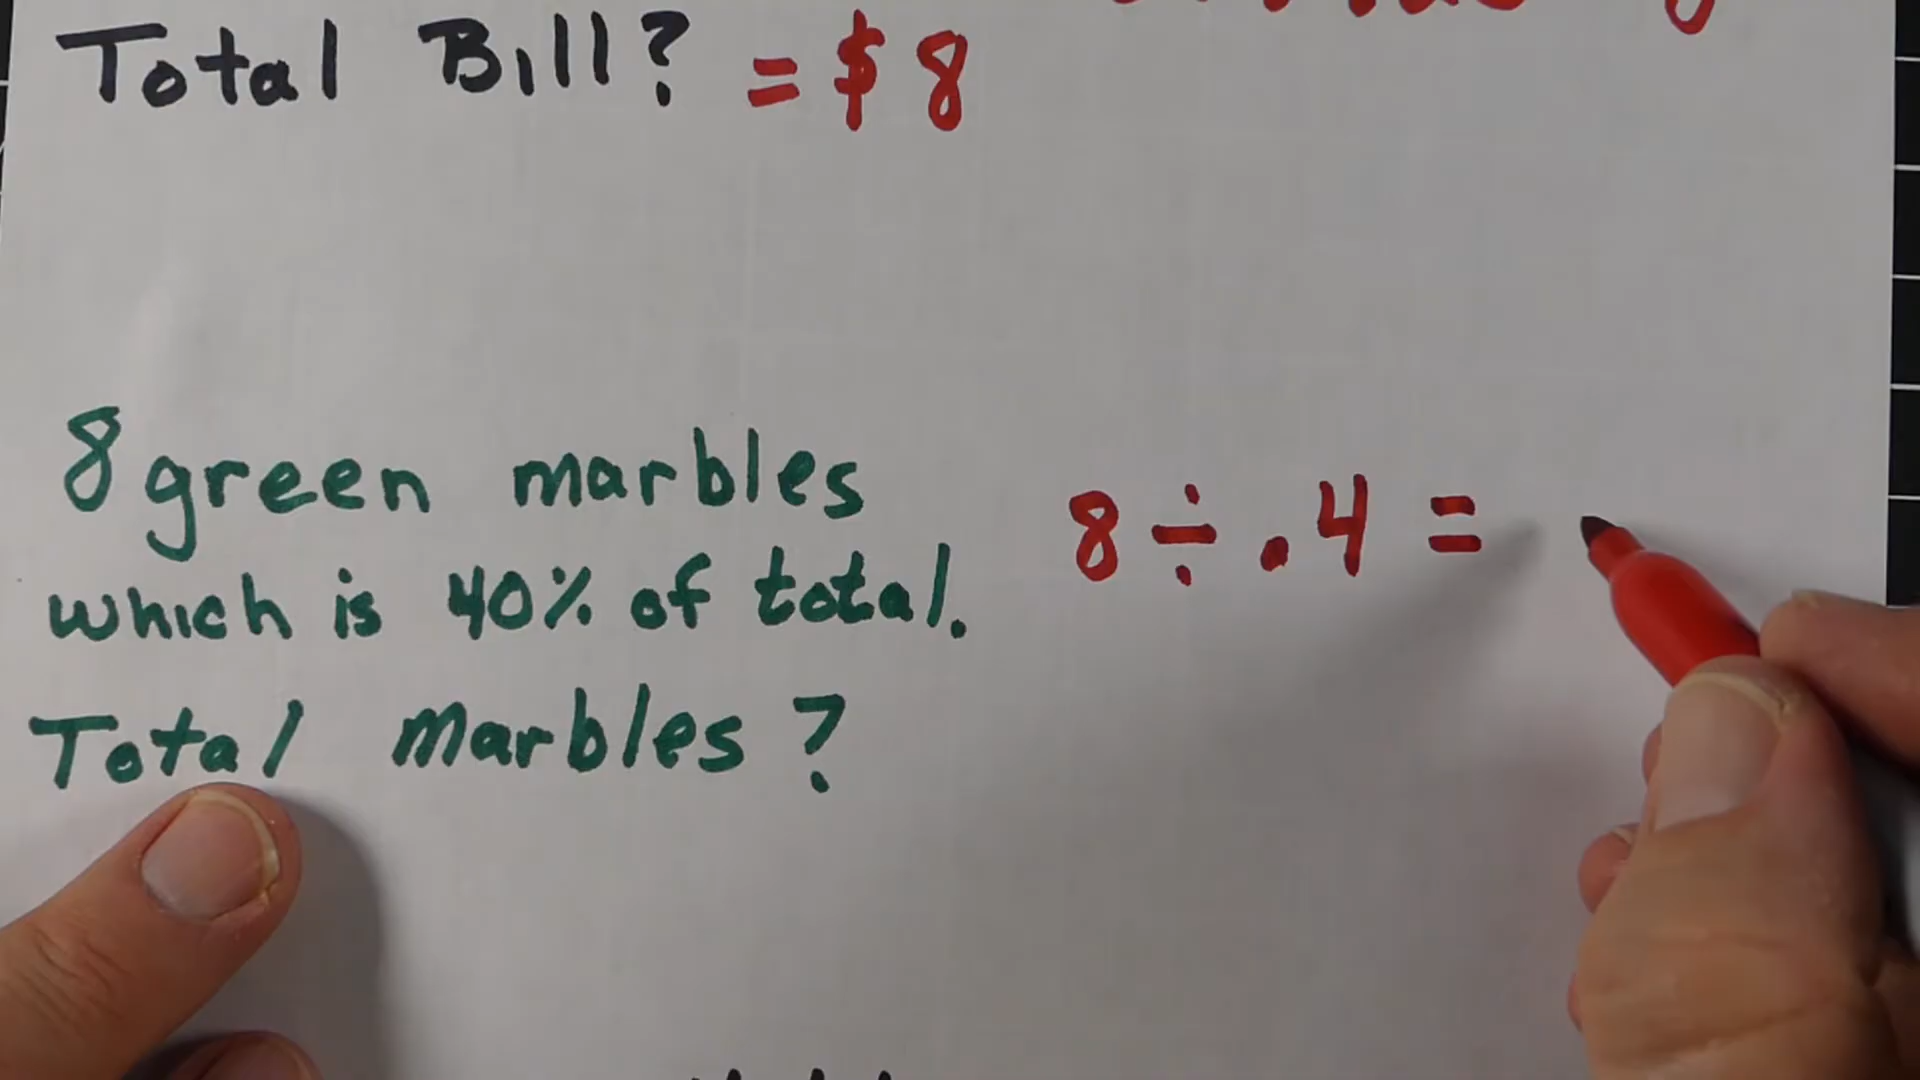 Total Bill? = $ 8
8 green marbles
which is 40% of total.
Total Marbles?
8 ÷ .4 =